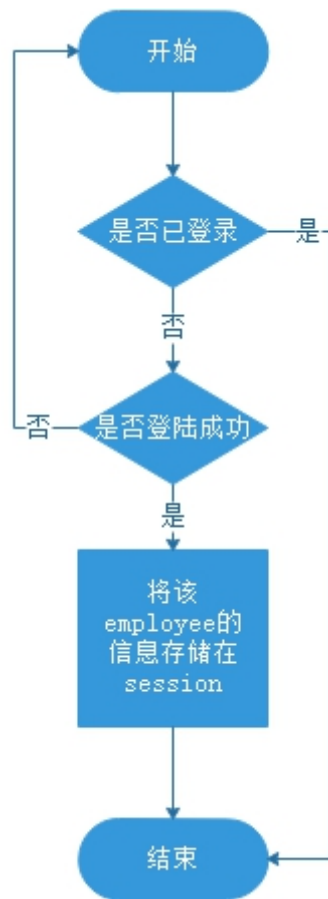 开始
是否已登录
是
否
是否登陆成功
否
是
将该
employee的
信息存储在
session
结束